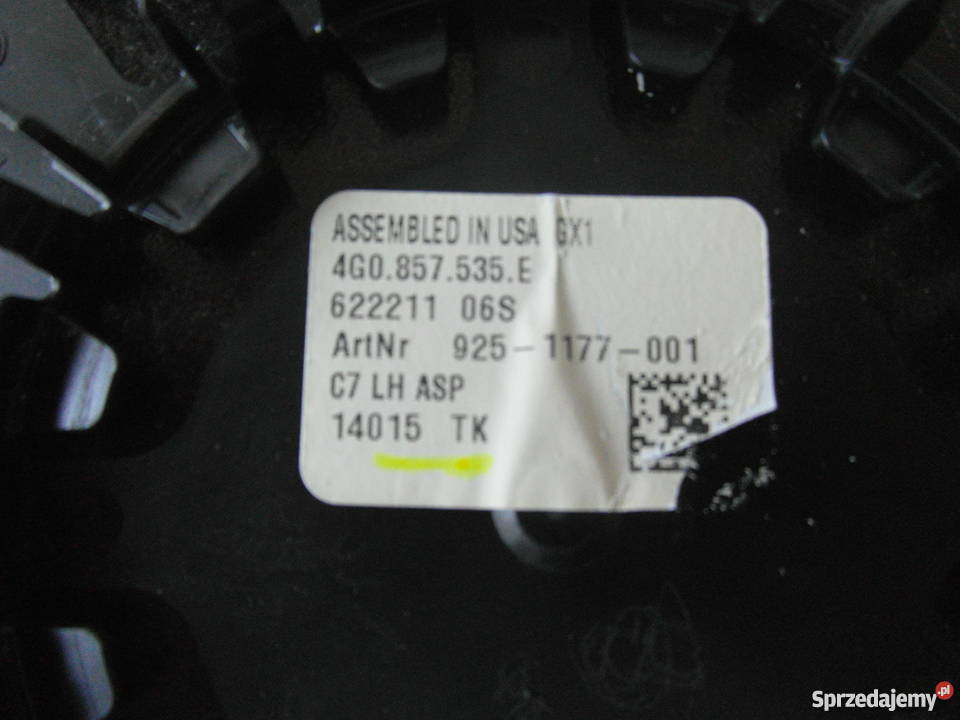 ASSEMBLED IN USA GX1
4G0.857.535.E
622211 06S
ArtNr 925-1177-001
C7 LH ASP
14015 TK
Sprzedajemy.pl